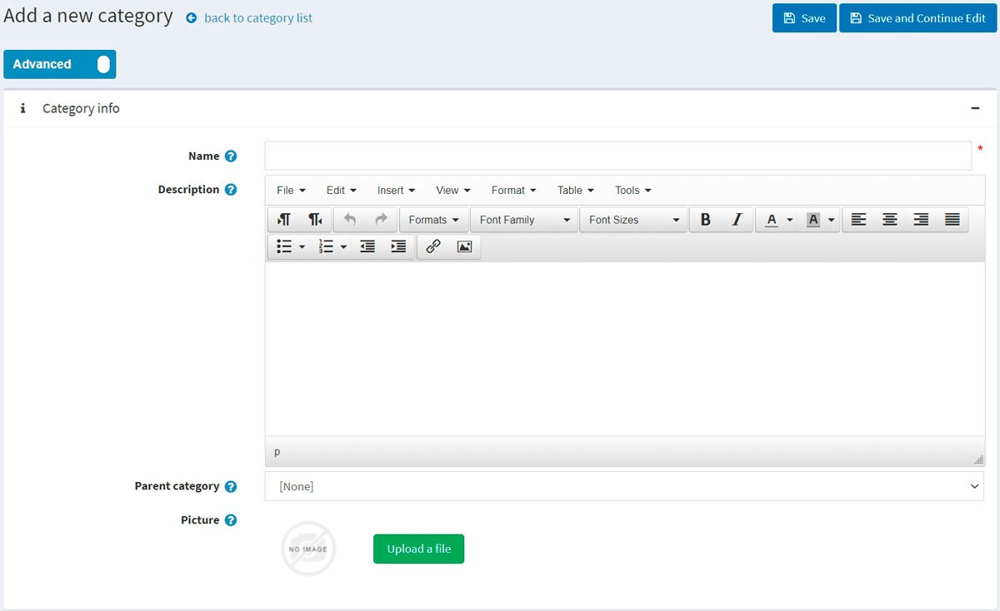 Add a new category back to category list Save Save and Continue Edit
Advanced
Category info
Name *
Description File Edit Insert View Format Table Tools
Formats Font Family Font Sizes B I A A
p
Parent category [None]
Picture
NO IMAGE Upload a file